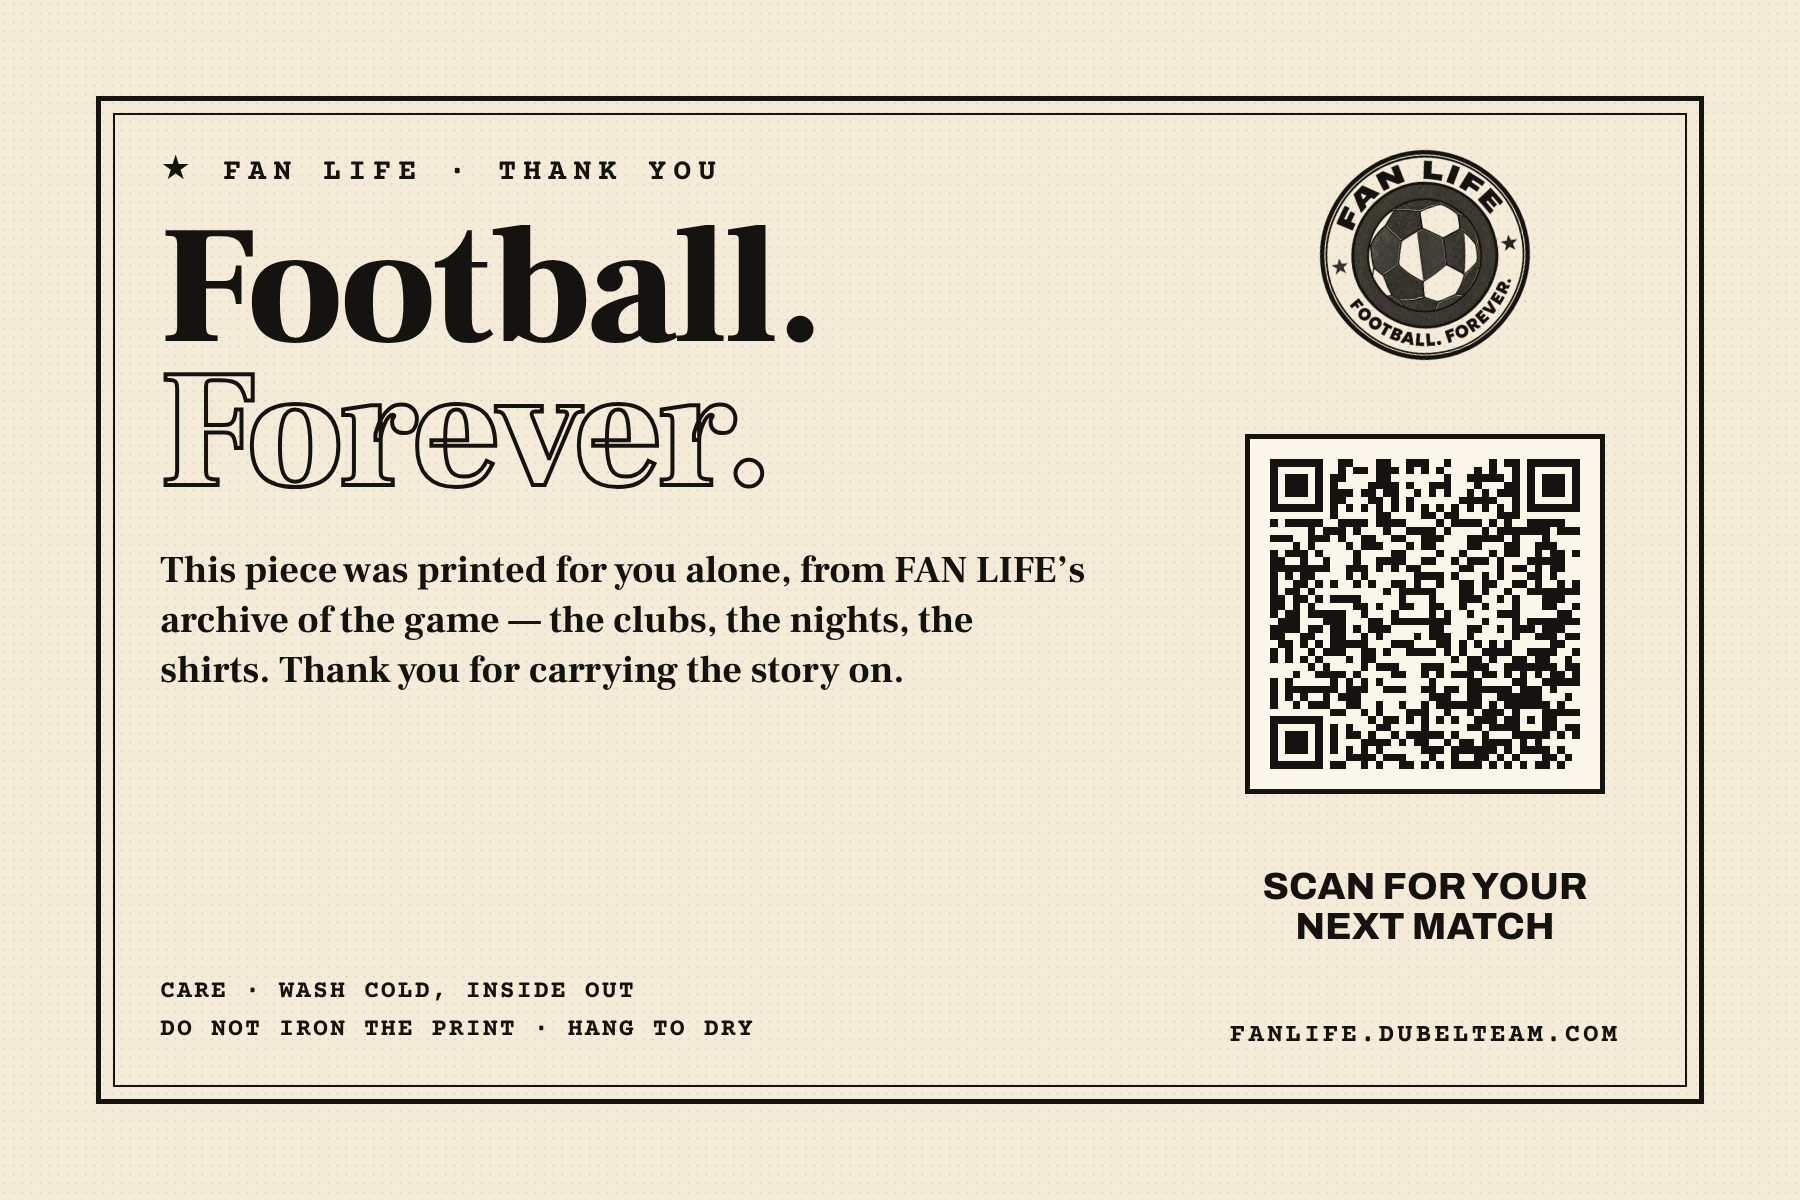 ★ FAN LIFE · THANK YOU
Football.
Forever.
This piece was printed for you alone, from FAN LIFE’s
archive of the game — the clubs, the nights, the
shirts. Thank you for carrying the story on.
CARE · WASH COLD, INSIDE OUT
DO NOT IRON THE PRINT · HANG TO DRY
FAN LIFE
FOOTBALL. FOREVER.
SCAN FOR YOUR
NEXT MATCH
FANLIFE.DUBELTEAM.COM